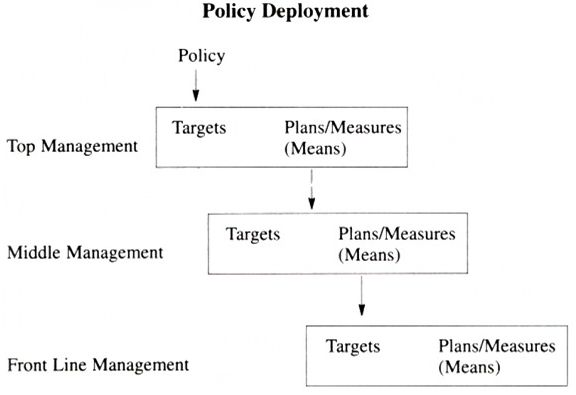 Policy Deployment
Policy
Top Management
Targets Plans/Measures
(Means)
Middle Management
Targets Plans/Measures
(Means)
Front Line Management
Targets Plans/Measures
(Means)